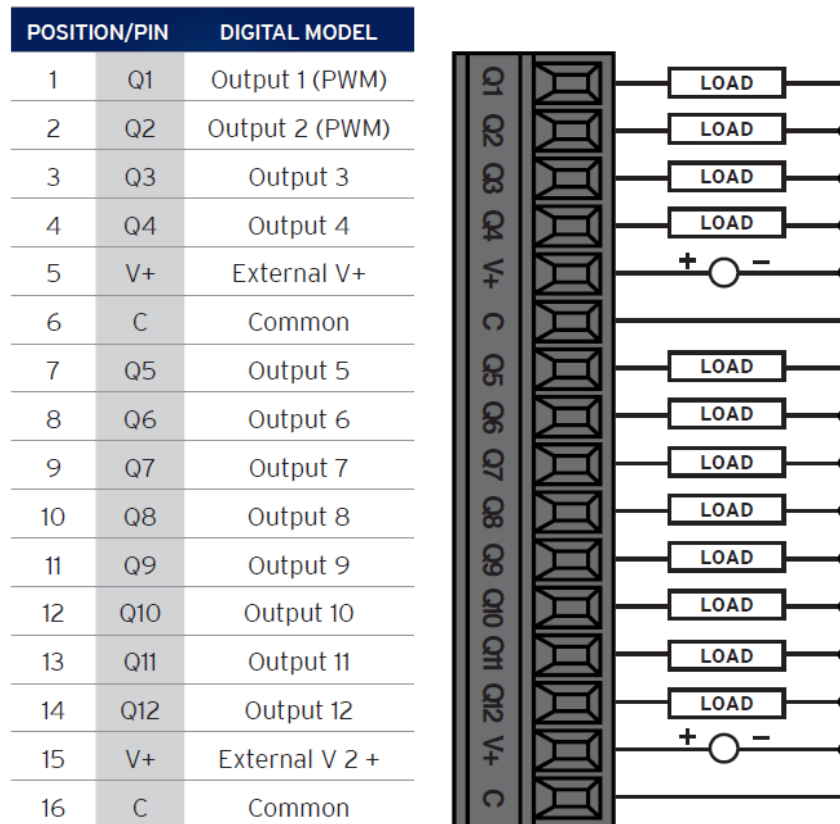 POSITION/PIN DIGITAL MODEL
1 Q1 Output 1 (PWM)
2 Q2 Output 2 (PWM)
3 Q3 Output 3
4 Q4 Output 4
5 V+ External V+
6 C Common
7 Q5 Output 5
8 Q6 Output 6
9 Q7 Output 7
10 Q8 Output 8
11 Q9 Output 9
12 Q10 Output 10
13 Q11 Output 11
14 Q12 Output 12
15 V+ External V 2 +
16 C Common
Q1 LOAD
Q2 LOAD
Q3 LOAD
Q4 LOAD
V+ + −
C
Q5 LOAD
Q6 LOAD
Q7 LOAD
Q8 LOAD
Q9 LOAD
Q10 LOAD
Q11 LOAD
Q12 LOAD
V+ + −
C